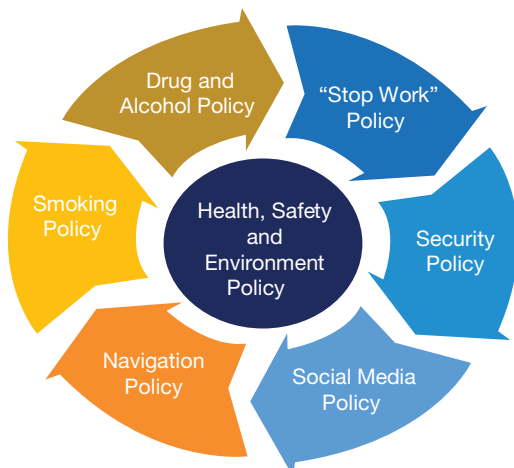 Drug and
Alcohol Policy
“Stop Work”
Policy
Security
Policy
Social Media
Policy
Navigation
Policy
Smoking
Policy
Health, Safety
and
Environment
Policy